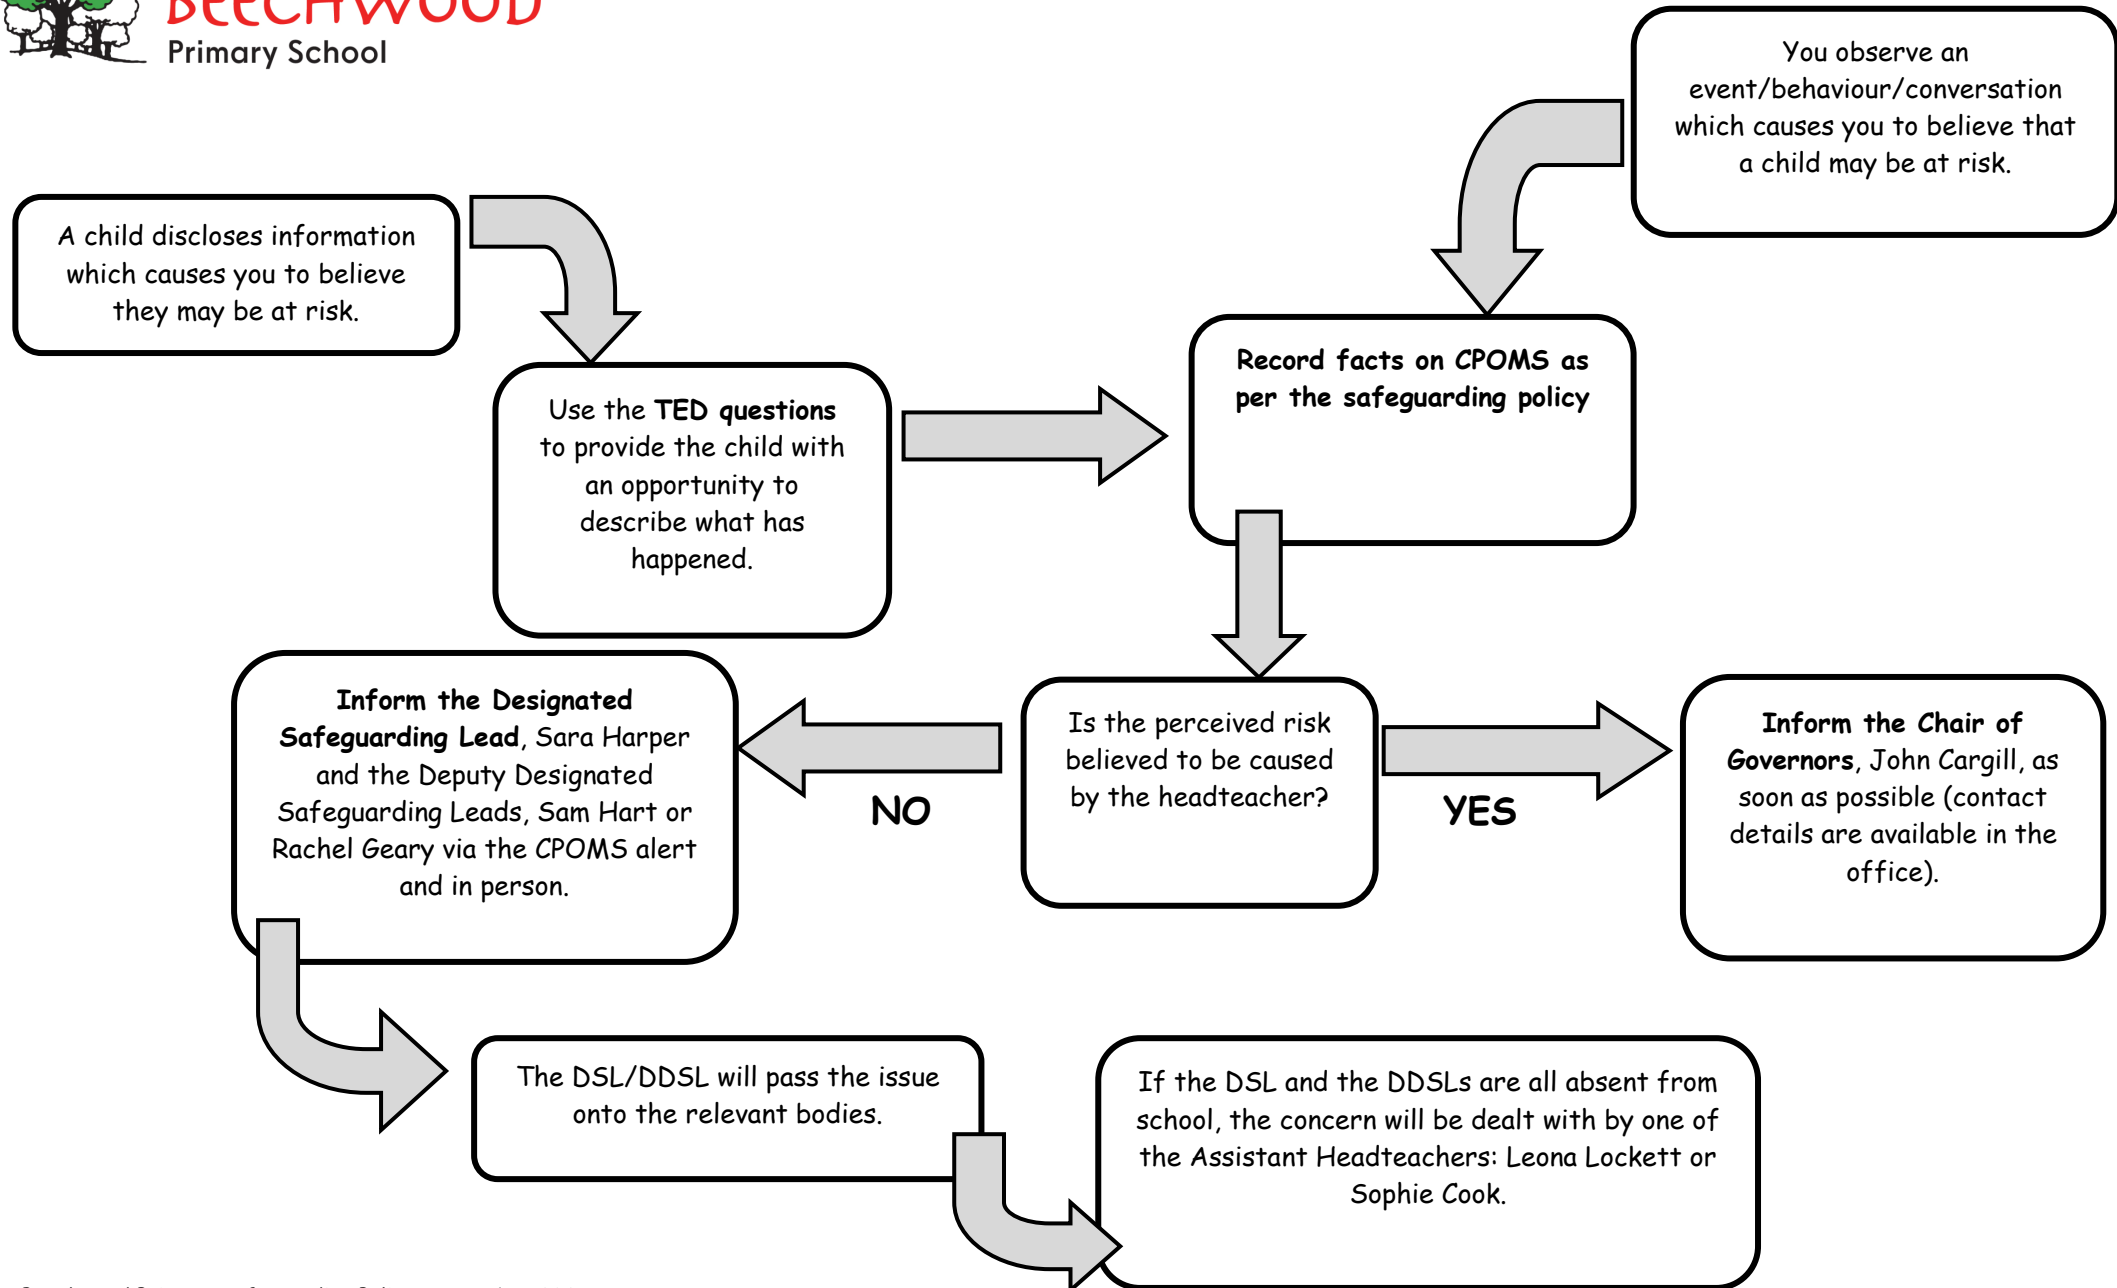 BEECHWOOD
Primary School
You observe an
event/behaviour/conversation
which causes you to believe that
a child may be at risk.
A child discloses information
which causes you to believe
they may be at risk.
Use the TED questions
to provide the child with
an opportunity to
describe what has
happened.
Record facts on CPOMS as
per the safeguarding policy
Inform the Designated
Safeguarding Lead, Sara Harper
and the Deputy Designated
Safeguarding Leads, Sam Hart or
Rachel Geary via the CPOMS alert
and in person.
NO
Is the perceived risk
believed to be caused
by the headteacher?
YES
Inform the Chair of
Governors, John Cargill, as
soon as possible (contact
details are available in the
office).
The DSL/DDSL will pass the issue
onto the relevant bodies.
If the DSL and the DDSLs are all absent from
school, the concern will be dealt with by one of
the Assistant Headteachers: Leona Lockett or
Sophie Cook.